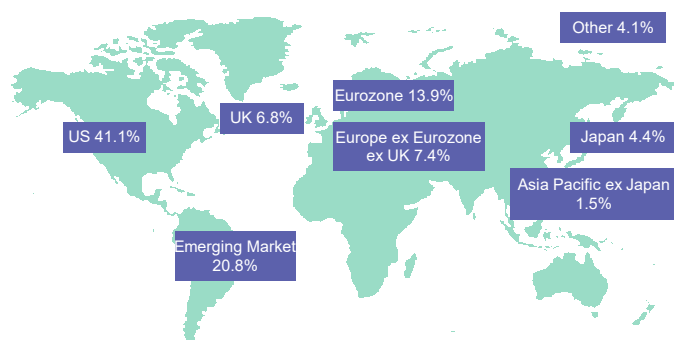 Other 4.1%
Eurozone 13.9%
UK 6.8%
US 41.1%
Europe ex Eurozone
ex UK 7.4%
Japan 4.4%
Asia Pacific ex Japan
1.5%
Emerging Market
20.8%